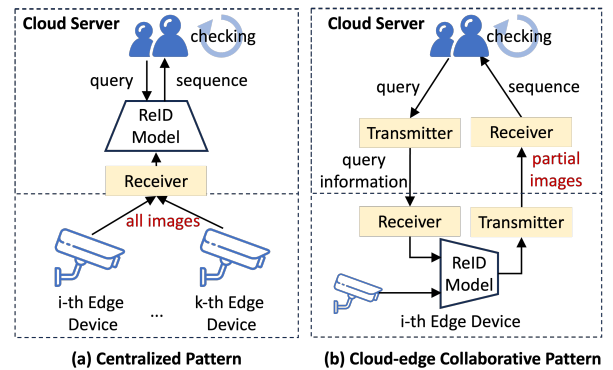 Cloud Server
checking
query
sequence
ReID
Model
Receiver
all images
i-th Edge
Device
...
k-th Edge
Device
(a) Centralized Pattern
Cloud Server
checking
query
sequence
Transmitter
Receiver
query
information
partial
images
Receiver
Transmitter
ReID
Model
i-th Edge Device
(b) Cloud-edge Collaborative Pattern